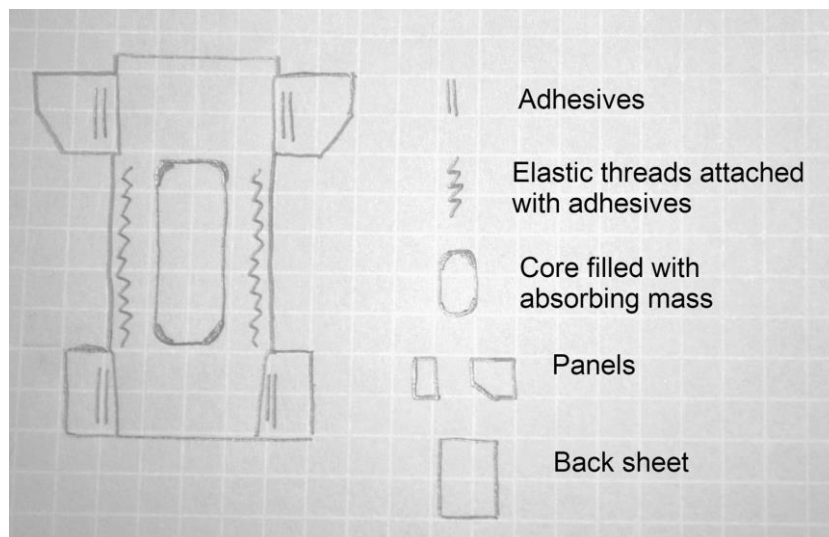 Adhesives
Elastic threads attached
with adhesives
Core filled with
absorbing mass
Panels
Back sheet